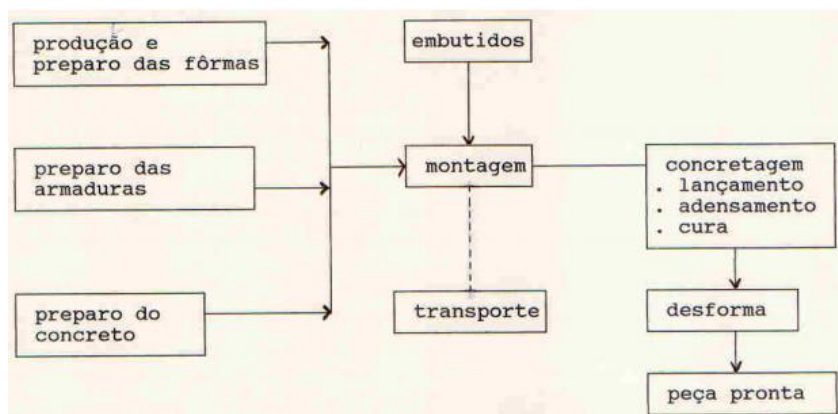 produção e
preparo das fôrmas
preparo das
armaduras
preparo do
concreto
embutidos
montagem
transporte
concretagem
. lançamento
. adensamento
. cura
desforma
peça pronta